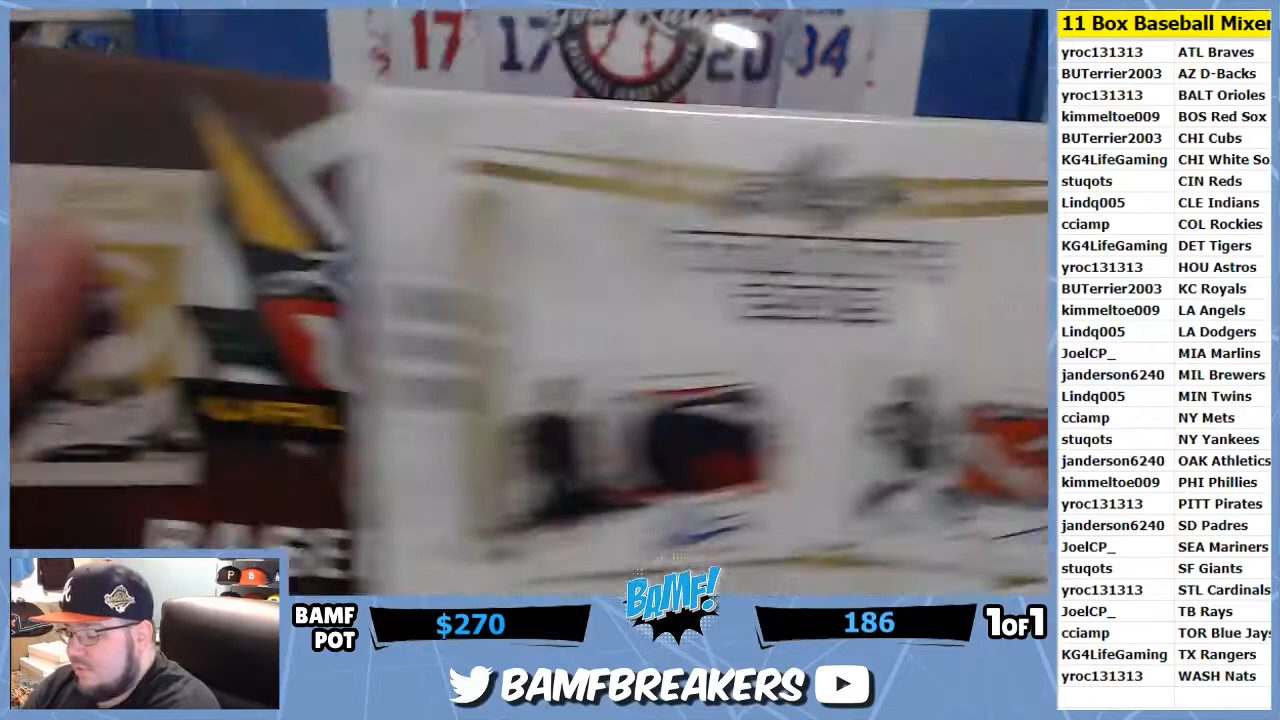 17 17 20 34
11 Box Baseball Mixer
yroc131313 ATL Braves
BUTerrier2003 AZ D-Backs
yroc131313 BALT Orioles
kimmeltoe009 BOS Red Sox
BUTerrier2003 CHI Cubs
KG4LifeGaming CHI White So
stuqots CIN Reds
Lindq005 CLE Indians
cciamp COL Rockies
KG4LifeGaming DET Tigers
yroc131313 HOU Astros
BUTerrier2003 KC Royals
kimmeltoe009 LA Angels
Lindq005 LA Dodgers
JoelCP_ MIA Marlins
janderson6240 MIL Brewers
Lindq005 MIN Twins
cciamp NY Mets
stuqots NY Yankees
janderson6240 OAK Athletics
kimmeltoe009 PHI Phillies
yroc131313 PITT Pirates
janderson6240 SD Padres
JoelCP_ SEA Mariners
stuqots SF Giants
yroc131313 STL Cardinals
JoelCP_ TB Rays
cciamp TOR Blue Jays
KG4LifeGaming TX Rangers
yroc131313 WASH Nats
BAMF POT $270
BAMF!
186 1 OF 1
BAMFBREAKERS